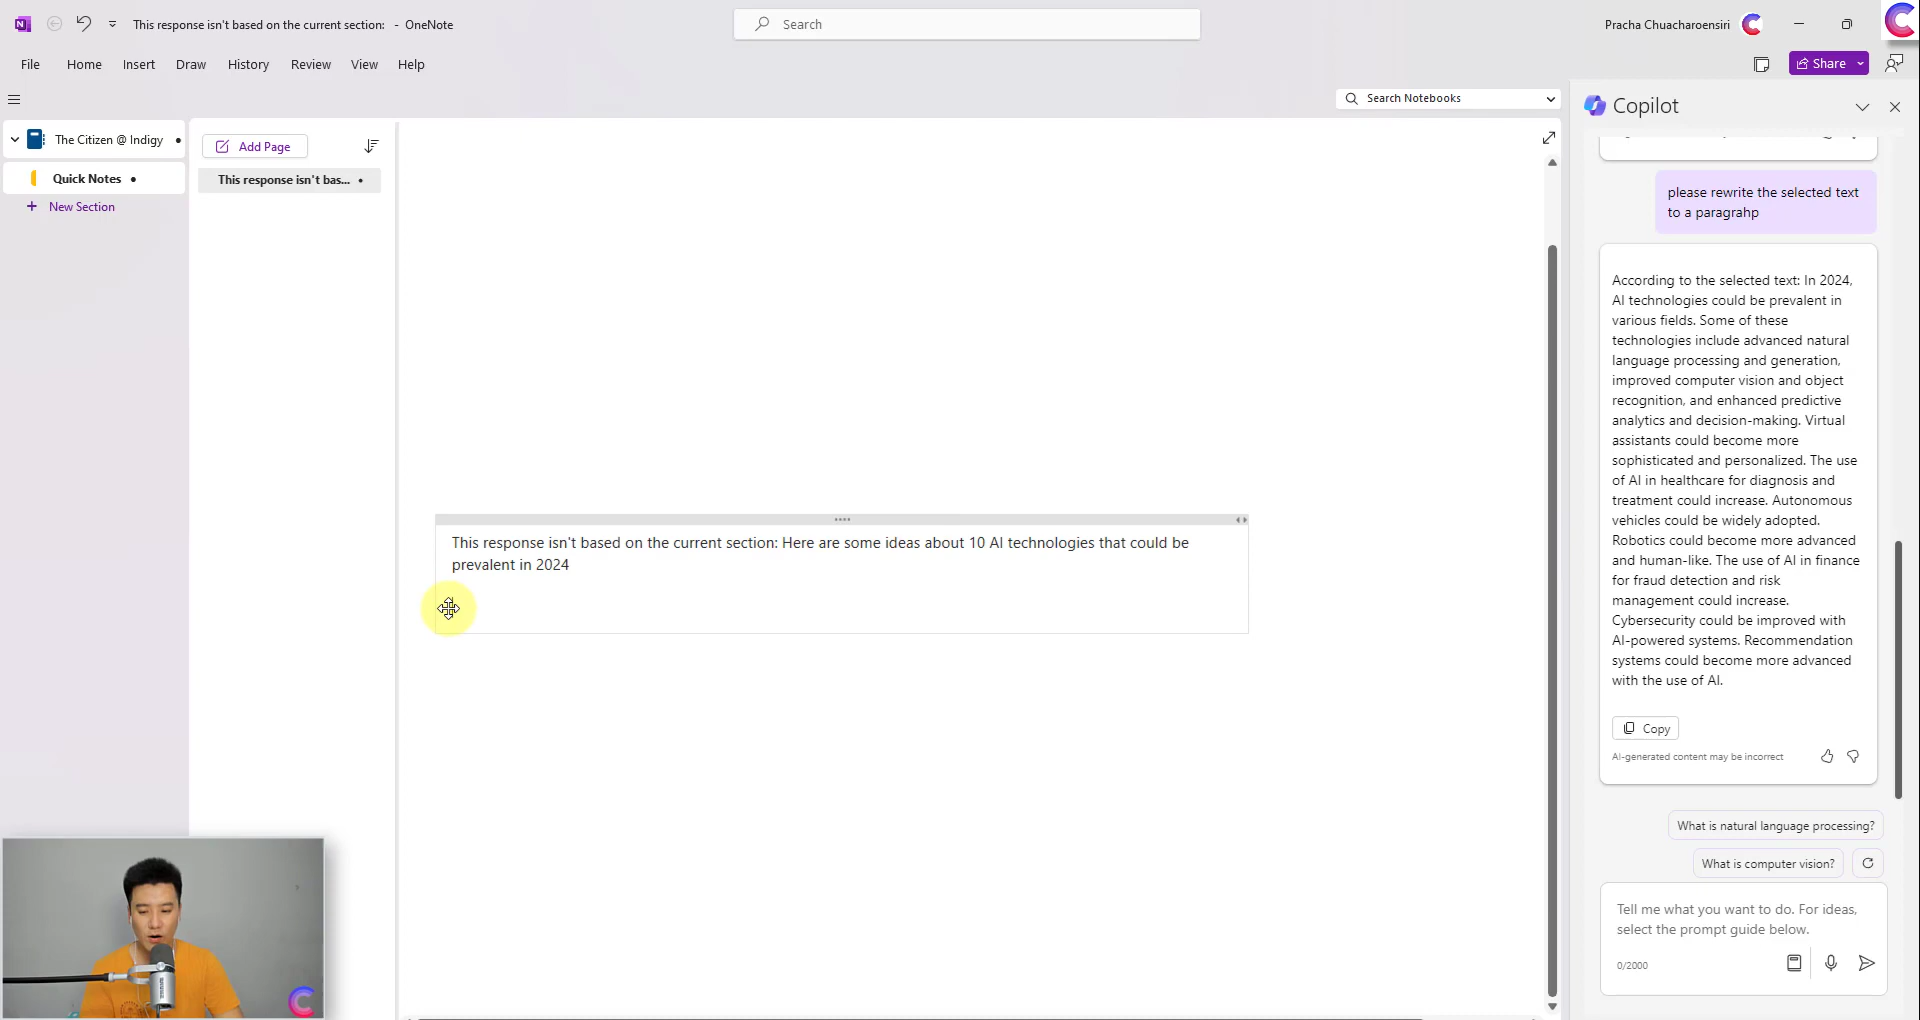 This response isn't based on the current section: - OneNote
Search
Pracha Chuacharoensiri
File Home Insert Draw History Review View Help
Share
Search Notebooks
Copilot
The Citizen @ Indigy
Add Page
Quick Notes
This response isn't bas...
New Section
please rewrite the selected text
to a paragrahp
According to the selected text: In 2024,
AI technologies could be prevalent in
various fields. Some of these
technologies include advanced natural
language processing and generation,
improved computer vision and object
recognition, and enhanced predictive
analytics and decision-making. Virtual
assistants could become more
sophisticated and personalized. The use
of AI in healthcare for diagnosis and
treatment could increase. Autonomous
vehicles could be widely adopted.
Robotics could become more advanced
and human-like. The use of AI in finance
for fraud detection and risk
management could increase.
Cybersecurity could be improved with
AI-powered systems. Recommendation
systems could become more advanced
with the use of AI.
Copy
AI-generated content may be incorrect
This response isn't based on the current section: Here are some ideas about 10 AI technologies that could be
prevalent in 2024
What is natural language processing?
What is computer vision?
Tell me what you want to do. For ideas,
select the prompt guide below.
0/2000